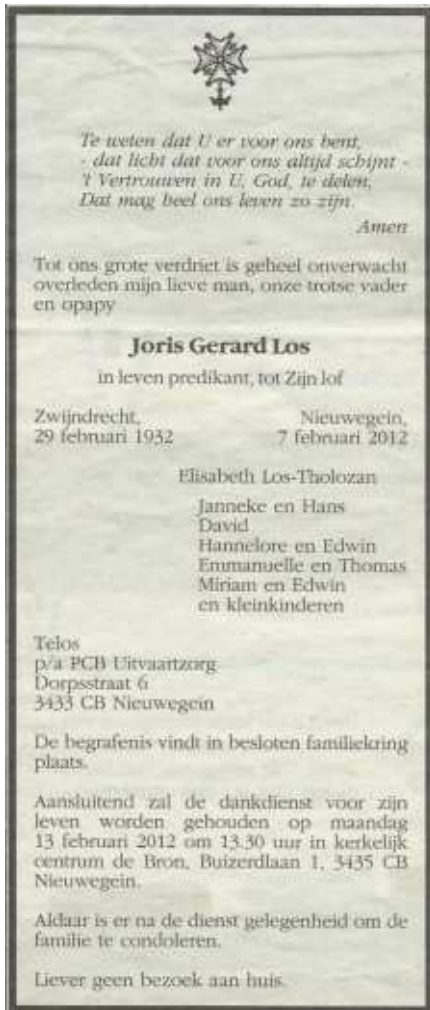 Te weten dat U er voor ons bent,
- dat licht dat voor ons altijd schijnt -
't Vertrouwen in U, God, te delen,
Dat mag heel ons leven zo zijn.
Amen
Tot ons grote verdriet is geheel onverwacht
overleden mijn lieve man, onze trotse vader
en opapy
Joris Gerard Los
in leven predikant, tot Zijn lof
Zwijndrecht, Nieuwegein,
29 februari 1932 7 februari 2012
Elisabeth Los-Tholozan
Janneke en Hans
David
Hannelore en Edwin
Emmanuelle en Thomas
Miriam en Edwin
en kleinkinderen
Telos
p/a PCB Uitvaartzorg
Dorpsstraat 6
3433 CB Nieuwegein
De begrafenis vindt in besloten familiekring
plaats.
Aansluitend zal de dankdienst voor zijn
leven worden gehouden op maandag
13 februari 2012 om 13.30 uur in kerkelijk
centrum de Bron, Buizerdlaan 1, 3435 CB
Nieuwegein.
Aldaar is er na de dienst gelegenheid om de
familie te condoleren.
Liever geen bezoek aan huis.